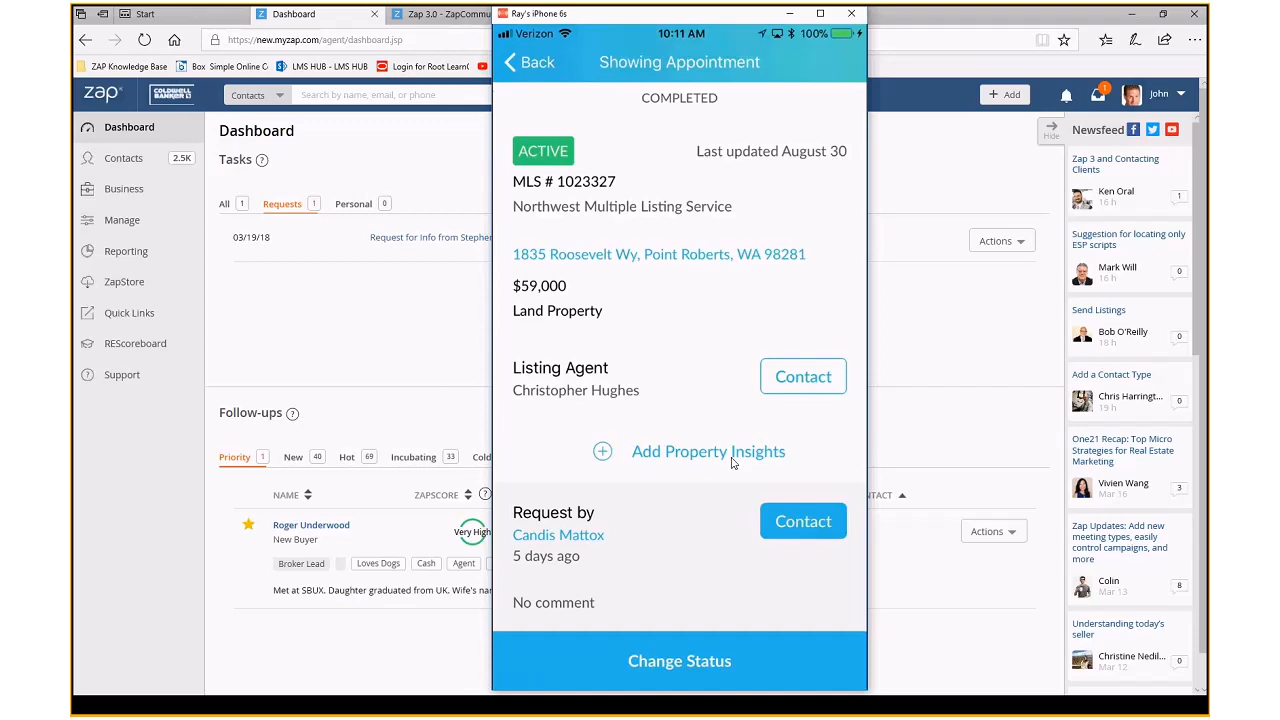 Start
Dashboard
Zap 3.0 - ZapCommu
https://new.myzap.com/agent/dashboard.jsp
ZAP Knowledge Base
Box Simple Online C
LMS HUB - LMS HUB
Login for Root Learn
zap
COLDWELL BANKER
Contacts
Search by name, email, or phone
Add
1
John
Dashboard
Contacts
2.5K
Business
Manage
Reporting
ZapStore
Quick Links
REScoreboard
Support
Dashboard
Tasks ?
All 1
Requests 1
Personal 0
03/19/18
Request for Info from Stephen
Actions
Follow-ups ?
Priority 1
New 40
Hot 69
Incubating 33
Cold
NAME
ZAPSCORE ?
NTACT
Roger Underwood
New Buyer
Very High
Actions
Broker Lead
Loves Dogs
Cash
Agent
Met at SBUX. Daughter graduated from UK. Wife's nar
Ray's iPhone 6s
Verizon
10:11 AM
100%
Back
Showing Appointment
COMPLETED
ACTIVE
Last updated August 30
MLS # 1023327
Northwest Multiple Listing Service
1835 Roosevelt Wy, Point Roberts, WA 98281
$59,000
Land Property
Listing Agent
Christopher Hughes
Contact
Add Property Insights
Request by
Candis Mattox
5 days ago
Contact
No comment
Change Status
Hide
Newsfeed
Zap 3 and Contacting
Clients
Ken Oral
16 h
1
Suggestion for locating only
ESP scripts
Mark Will
16 h
0
Send Listings
Bob O'Reilly
18 h
0
Add a Contact Type
Chris Harringt...
19 h
0
One21 Recap: Top Micro
Strategies for Real Estate
Marketing
Vivien Wang
Mar 16
3
Zap Updates: Add new
meeting types, easily
control campaigns, and
more
Colin
Mar 13
8
Understanding today's
seller
Christine Nedil...
Mar 12
0